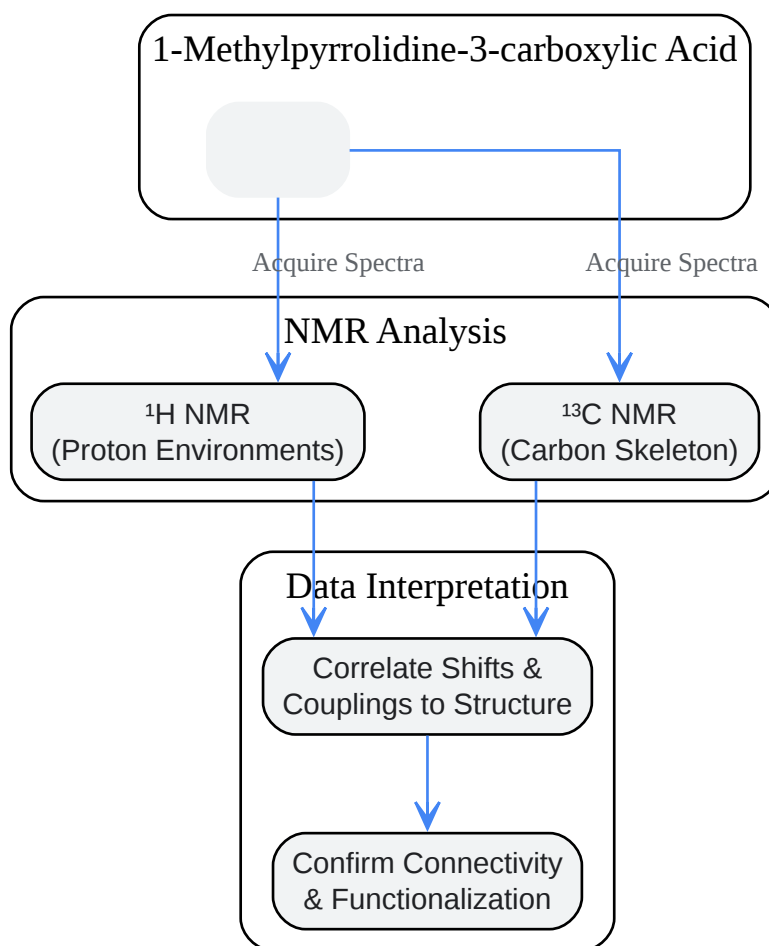 1-Methylpyrrolidine-3-carboxylic Acid
Acquire Spectra
Acquire Spectra
NMR Analysis
¹H NMR
(Proton Environments)
¹³C NMR
(Carbon Skeleton)
Data Interpretation
Correlate Shifts &
Couplings to Structure
Confirm Connectivity
& Functionalization